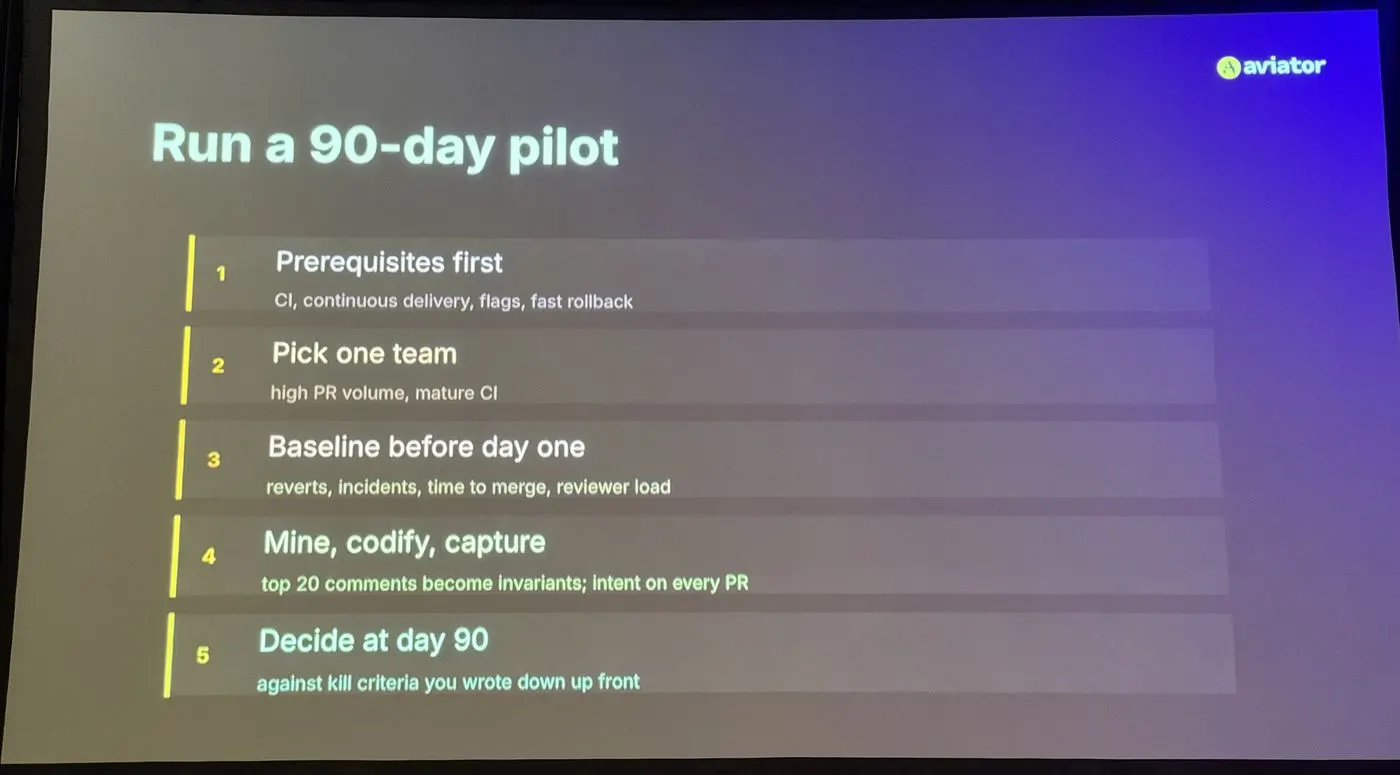 aviator
Run a 90-day pilot
1
Prerequisites first
CI, continuous delivery, flags, fast rollback
2
Pick one team
high PR volume, mature CI
3
Baseline before day one
reverts, incidents, time to merge, reviewer load
4
Mine, codify, capture
top 20 comments become invariants; intent on every PR
5
Decide at day 90
against kill criteria you wrote down up front